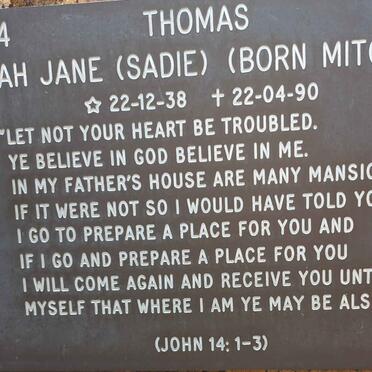 4 THOMAS
AH JANE (SADIE) (BORN MITC
☆ 22-12-38 ✝ 22-04-90
"LET NOT YOUR HEART BE TROUBLED.
YE BELIEVE IN GOD BELIEVE IN ME.
IN MY FATHER'S HOUSE ARE MANY MANSIO
IF IT WERE NOT SO I WOULD HAVE TOLD YO
I GO TO PREPARE A PLACE FOR YOU AND
IF I GO AND PREPARE A PLACE FOR YOU
I WILL COME AGAIN AND RECEIVE YOU UNT
MYSELF THAT WHERE I AM YE MAY BE ALS
(JOHN 14: 1-3)